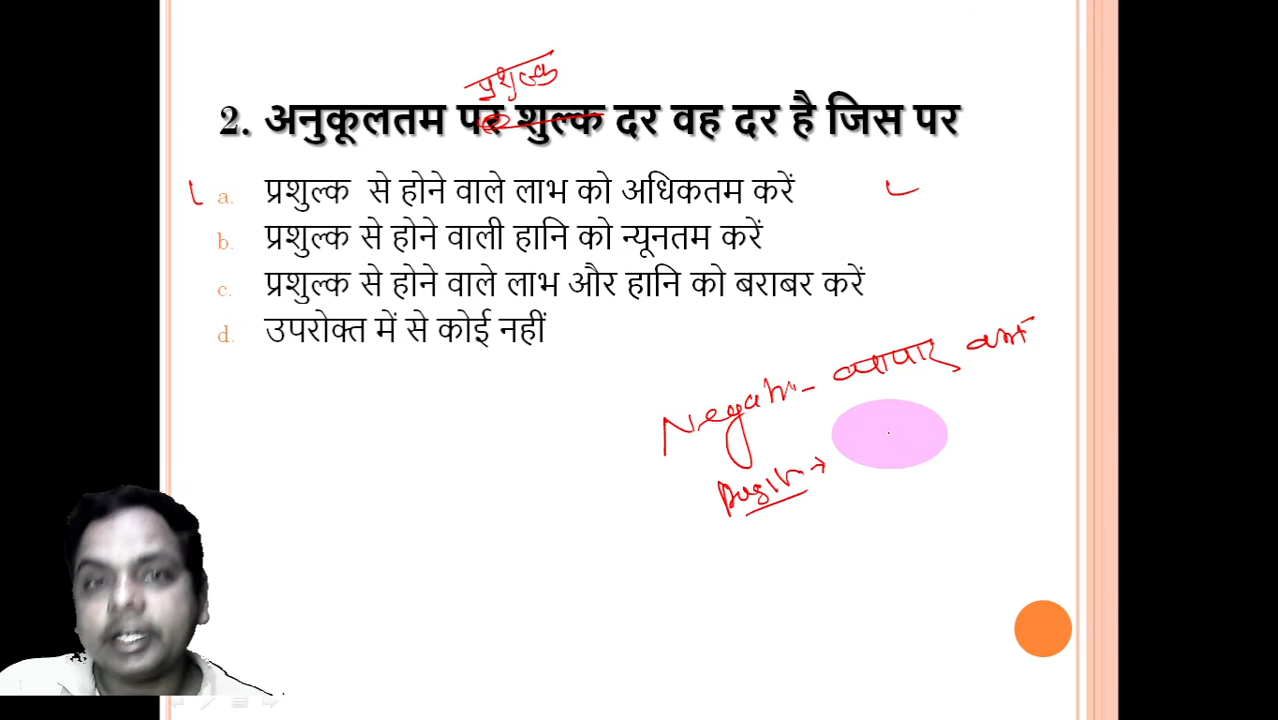 प्रशुल्क
2. अनुकूलतम पर शुल्क दर वह दर है जिस पर
a. प्रशुल्क से होने वाले लाभ को अधिकतम करें
b. प्रशुल्क से होने वाली हानि को न्यूनतम करें
c. प्रशुल्क से होने वाले लाभ और हानि को बराबर करें
d. उपरोक्त में से कोई नहीं
व्यापार